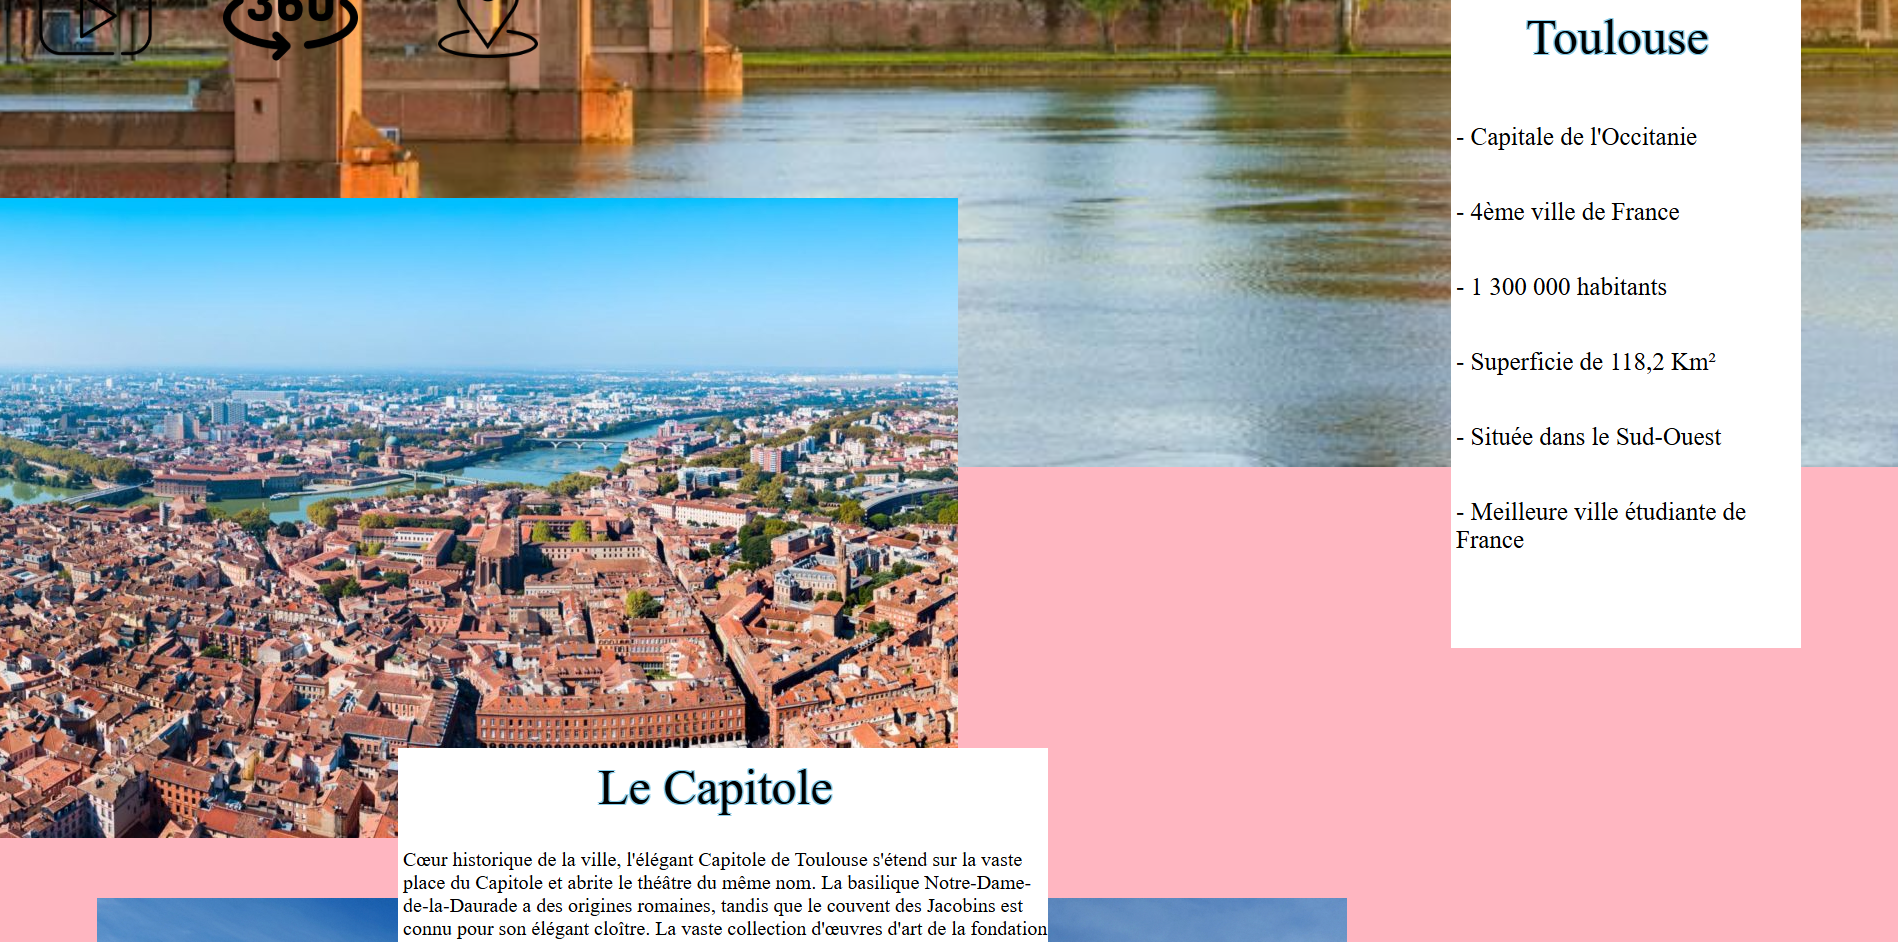 360
Toulouse
- Capitale de l'Occitanie
- 4ème ville de France
- 1 300 000 habitants
- Superficie de 118,2 Km²
- Située dans le Sud-Ouest
- Meilleure ville étudiante de
France
Le Capitole
Cœur historique de la ville, l'élégant Capitole de Toulouse s'étend sur la vaste
place du Capitole et abrite le théâtre du même nom. La basilique Notre-Dame-
de-la-Daurade a des origines romaines, tandis que le couvent des Jacobins est
connu pour son élégant cloître. La vaste collection d'œuvres d'art de la fondation